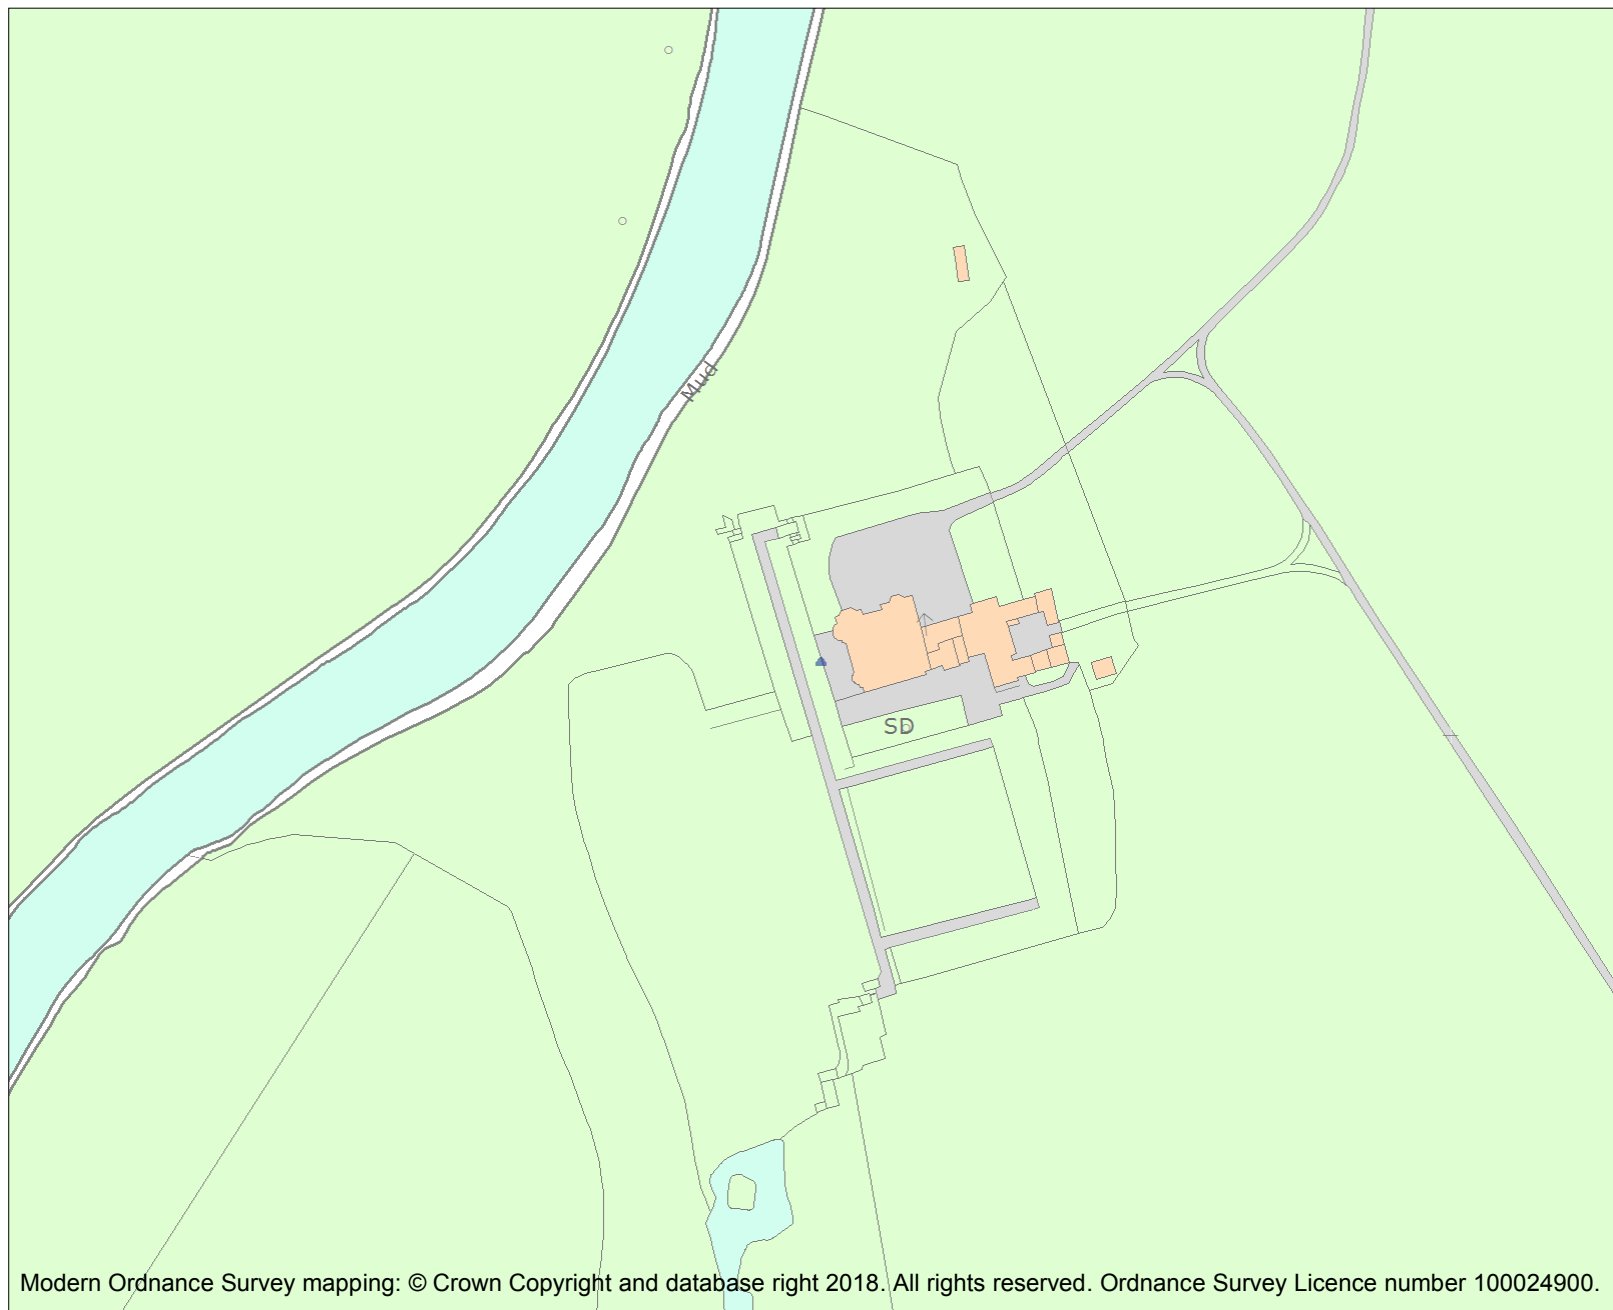 Mud
SD
Modern Ordnance Survey mapping: © Crown Copyright and database right 2018. All rights reserved. Ordnance Survey Licence number 100024900.